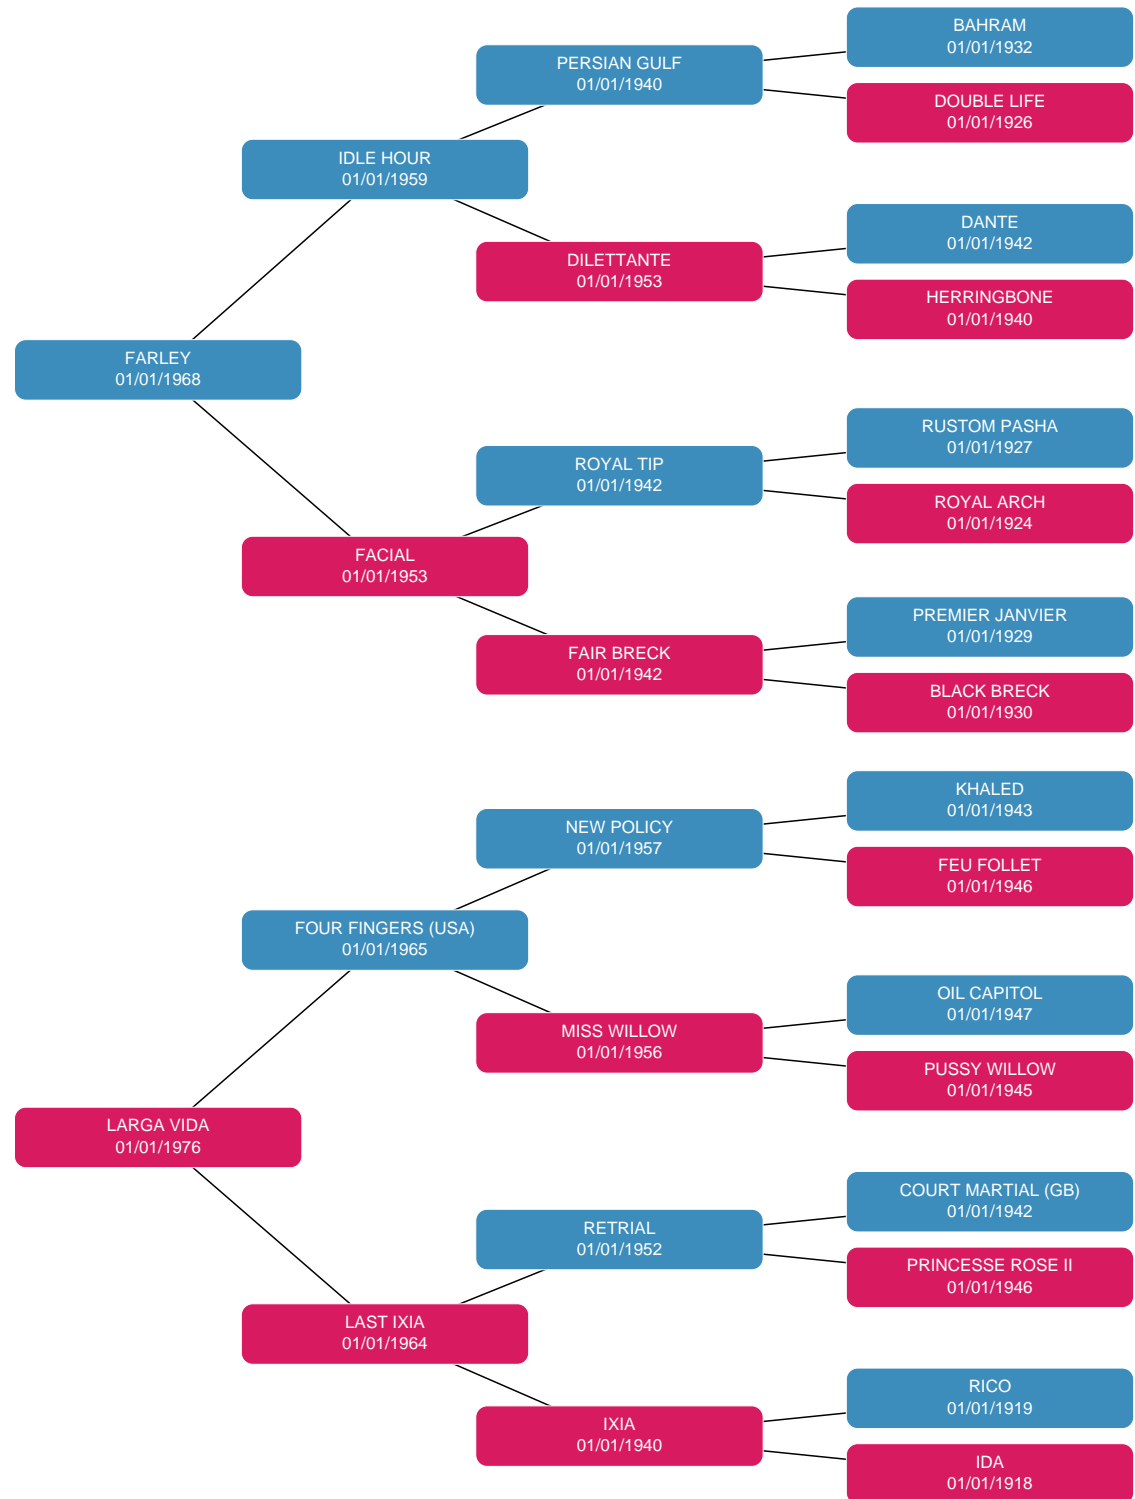 BAHRAM
01/01/1932
PERSIAN GULF
01/01/1940
DOUBLE LIFE
01/01/1926
IDLE HOUR
01/01/1959
DANTE
01/01/1942
DILETTANTE
01/01/1953
HERRINGBONE
01/01/1940
FARLEY
01/01/1968
RUSTOM PASHA
01/01/1927
ROYAL TIP
01/01/1942
ROYAL ARCH
01/01/1924
FACIAL
01/01/1953
PREMIER JANVIER
01/01/1929
FAIR BRECK
01/01/1942
BLACK BRECK
01/01/1930
KHALED
01/01/1943
NEW POLICY
01/01/1957
FEU FOLLET
01/01/1946
FOUR FINGERS (USA)
01/01/1965
OIL CAPITOL
01/01/1947
MISS WILLOW
01/01/1956
PUSSY WILLOW
01/01/1945
LARGA VIDA
01/01/1976
COURT MARTIAL (GB)
01/01/1942
RETRIAL
01/01/1952
PRINCESSE ROSE II
01/01/1946
LAST IXIA
01/01/1964
RICO
01/01/1919
IXIA
01/01/1940
IDA
01/01/1918